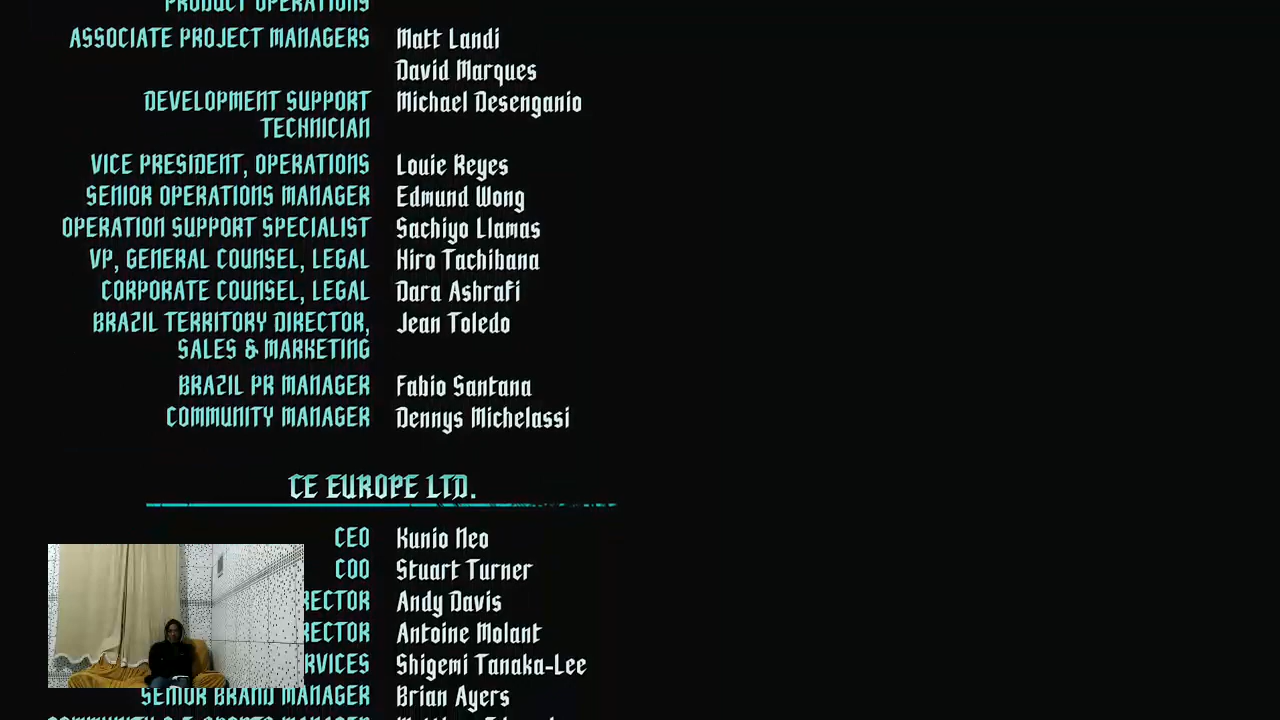 PRODUCT OPERATIONS
ASSOCIATE PROJECT MANAGERS Matt Landi
David Marques
DEVELOPMENT SUPPORT Michael Desenganio
TECHNICIAN
VICE PRESIDENT, OPERATIONS Louie Reyes
SENIOR OPERATIONS MANAGER Edmund Wong
OPERATION SUPPORT SPECIALIST Sachiyo Llamas
VP, GENERAL COUNSEL, LEGAL Hiro Tachibana
CORPORATE COUNSEL, LEGAL Dara Ashrafi
BRAZIL TERRITORY DIRECTOR, Jean Toledo
SALES & MARKETING
BRAZIL PR MANAGER Fabio Santana
COMMUNITY MANAGER Dennys Michelassi
CE EUROPE LTD.
CEO Kunio Neo
COO Stuart Turner
RECTOR Andy Davis
RECTOR Antoine Molant
RVICES Shigemi Tanaka-Lee
SENIOR BRAND MANAGER Brian Ayers